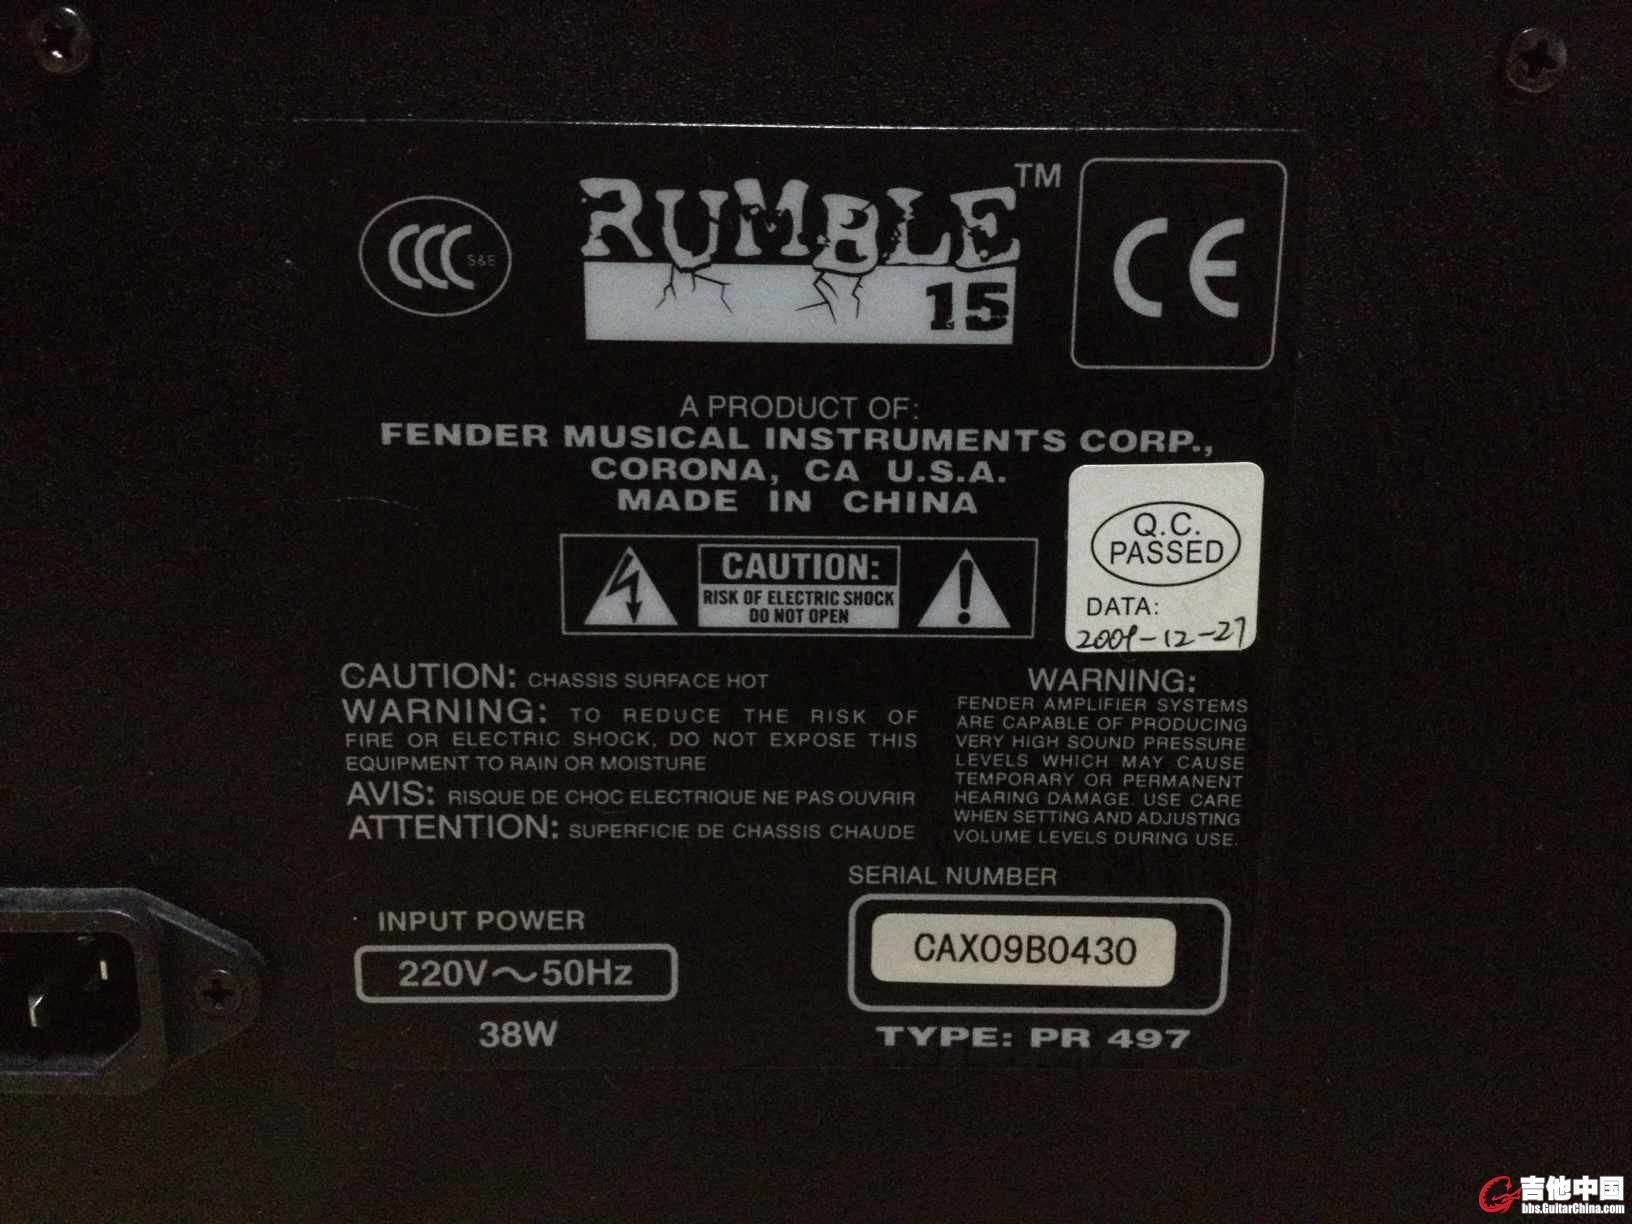 RUMBLE™
15
CCC S&E
CE
A PRODUCT OF:
FENDER MUSICAL INSTRUMENTS CORP.,
CORONA, CA U.S.A.
MADE IN CHINA
Q.C.
PASSED
DATA:
2009-12-27
CAUTION:
RISK OF ELECTRIC SHOCK
DO NOT OPEN
CAUTION: CHASSIS SURFACE HOT
WARNING: TO REDUCE THE RISK OF
FIRE OR ELECTRIC SHOCK, DO NOT EXPOSE THIS
EQUIPMENT TO RAIN OR MOISTURE
AVIS: RISQUE DE CHOC ELECTRIQUE NE PAS OUVRIR
ATTENTION: SUPERFICIE DE CHASSIS CHAUDE
WARNING:
FENDER AMPLIFIER SYSTEMS
ARE CAPABLE OF PRODUCING
VERY HIGH SOUND PRESSURE
LEVELS WHICH MAY CAUSE
TEMPORARY OR PERMANENT
HEARING DAMAGE. USE CARE
WHEN SETTING AND ADJUSTING
VOLUME LEVELS DURING USE.
INPUT POWER
220V～50Hz
38W
SERIAL NUMBER
CAX09B0430
TYPE: PR 497
吉他中国
bbs.GuitarChina.com